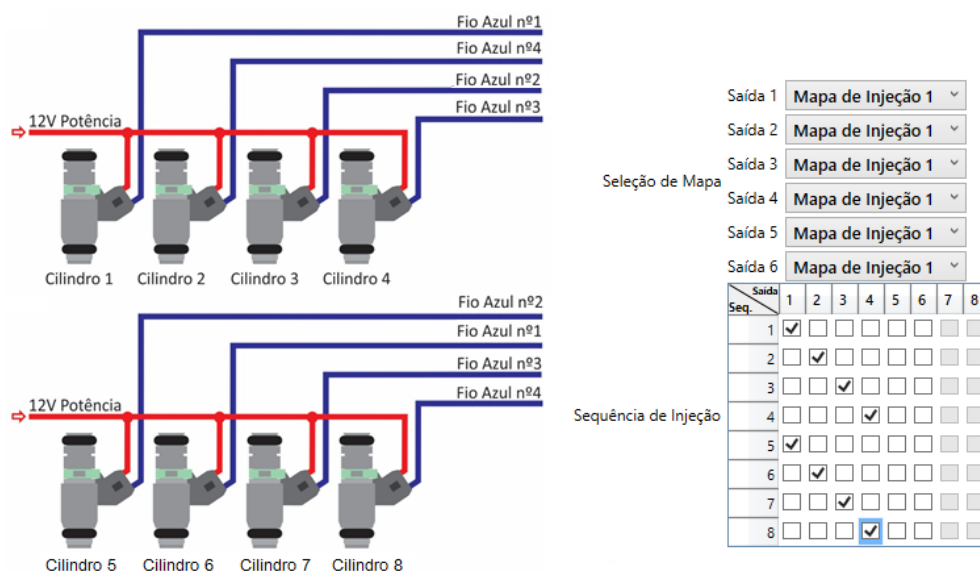 Fio Azul nº1
Fio Azul nº4
Fio Azul nº2
Fio Azul nº3
12V Potência
Cilindro 1 Cilindro 2 Cilindro 3 Cilindro 4
Fio Azul nº2
Fio Azul nº1
Fio Azul nº3
Fio Azul nº4
12V Potência
Cilindro 5 Cilindro 6 Cilindro 7 Cilindro 8
Seleção de Mapa
Saída 1 Mapa de Injeção 1
Saída 2 Mapa de Injeção 1
Saída 3 Mapa de Injeção 1
Saída 4 Mapa de Injeção 1
Saída 5 Mapa de Injeção 1
Saída 6 Mapa de Injeção 1
Sequência de Injeção
Saída
Seq.
1 2 3 4 5 6 7 8
1
2
3
4
5
6
7
8